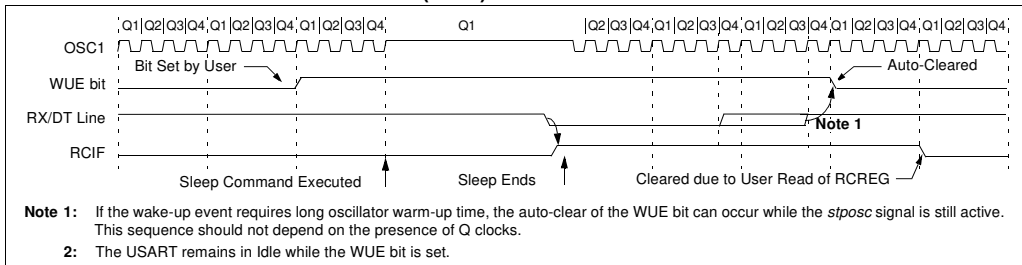 Q1 Q2 Q3 Q4 Q1 Q2 Q3 Q4 Q1 Q2 Q3 Q4 Q1 Q2 Q3 Q4 Q1 Q2 Q3 Q4 Q1 Q2 Q3 Q4 Q1 Q2 Q3 Q4 Q1 Q2 Q3 Q4
OSC1
Bit Set by User
Auto-Cleared
WUE bit
RX/DT Line
Note 1
RCIF
Sleep Command Executed
Sleep Ends
Cleared due to User Read of RCREG
Note 1: If the wake-up event requires long oscillator warm-up time, the auto-clear of the WUE bit can occur while the stposc signal is still active.
This sequence should not depend on the presence of Q clocks.
2: The USART remains in Idle while the WUE bit is set.